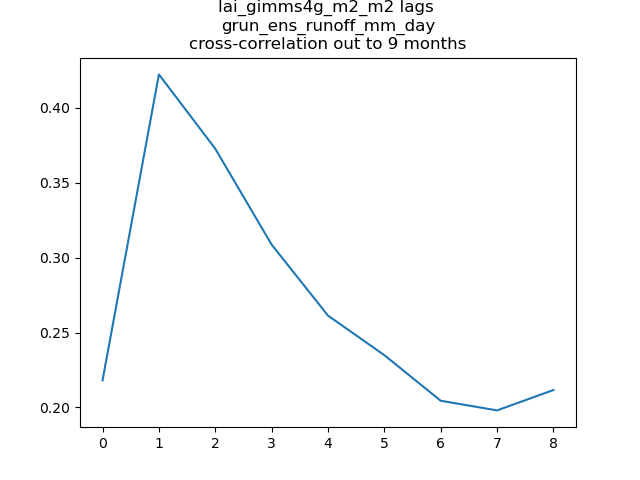 lai_gimms4g_m2_m2 lags
grun_ens_runoff_mm_day
cross-correlation out to 9 months
0.40
0.35
0.30
0.25
0.20
0 1 2 3 4 5 6 7 8